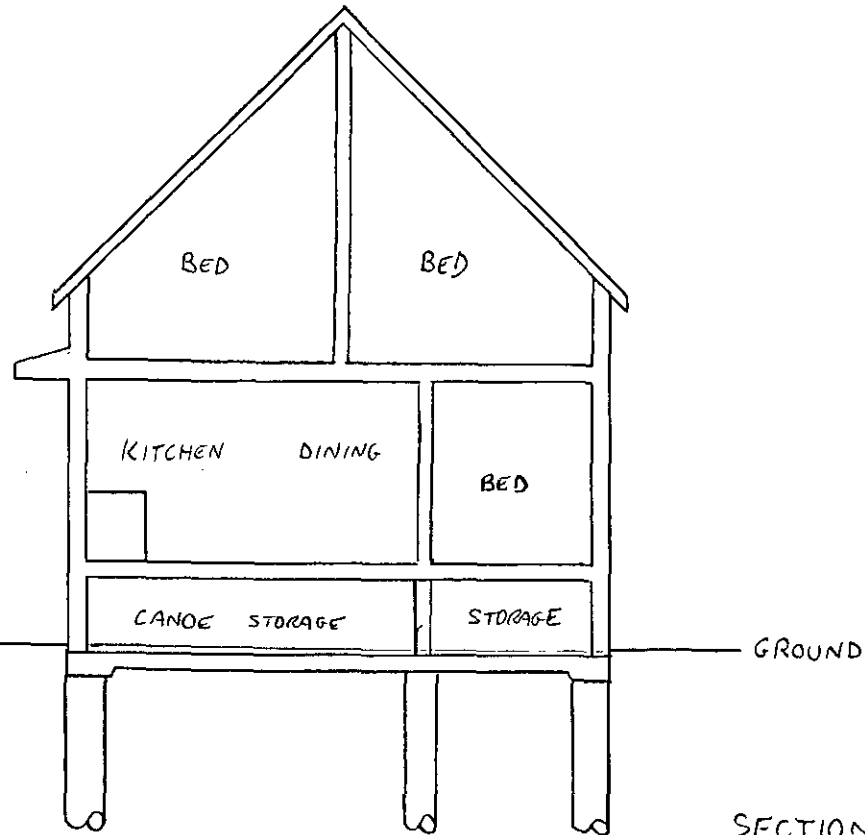 BED BED
KITCHEN DINING
BED
CANOE STORAGE STORAGE
GROUND
SECTION